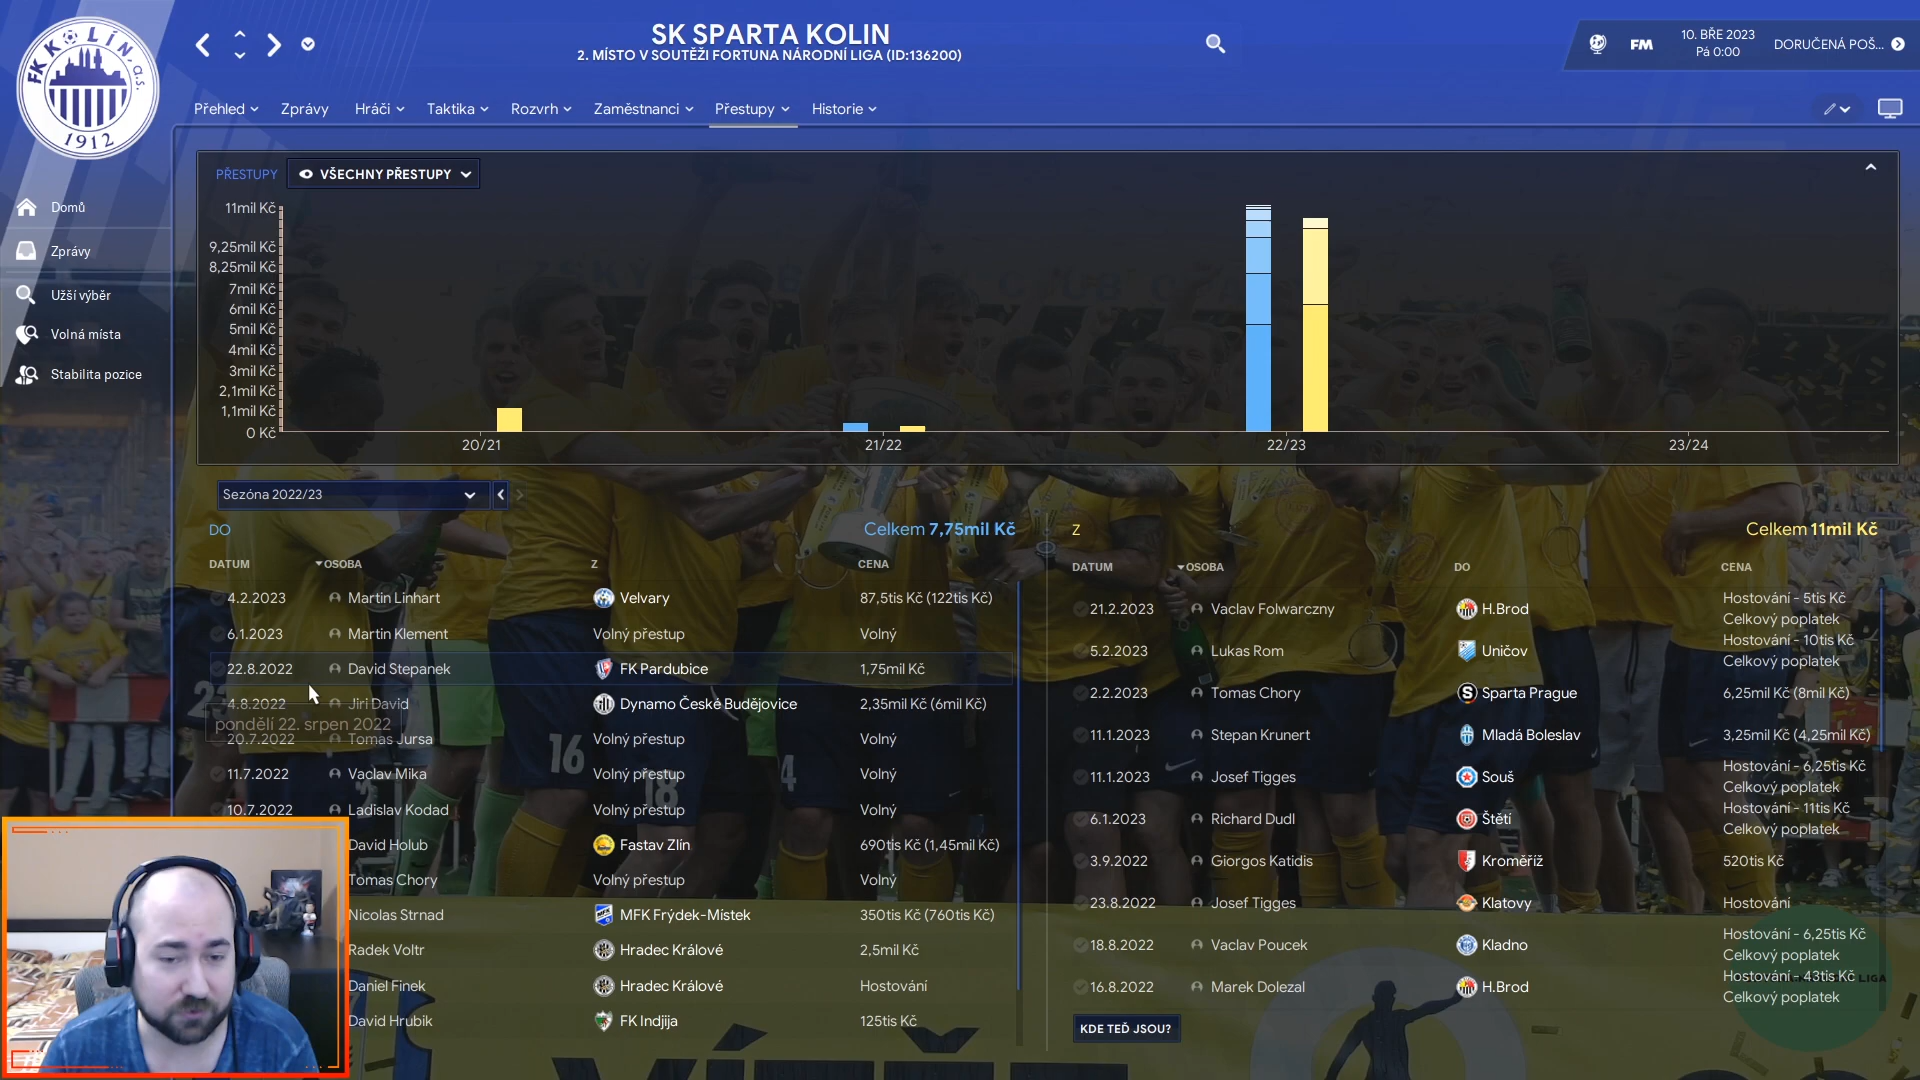 FK KOLÍN, a.s.
1912
SK SPARTA KOLIN
2. MÍSTO V SOUTĚŽI FORTUNA NÁRODNÍ LIGA (ID:136200)
FM
10. BŘE 2023
Pá 0:00
DORUČENÁ POŠ...
Přehled
Zprávy
Hráči
Taktika
Rozvrh
Zaměstnanci
Přestupy
Historie
Domů
Zprávy
Užší výběr
Volná místa
Stabilita pozice
PŘESTUPY
VŠECHNY PŘESTUPY
11mil Kč
9,25mil Kč
8,25mil Kč
7mil Kč
6mil Kč
5mil Kč
4mil Kč
3mil Kč
2,1mil Kč
1,1mil Kč
0 Kč
20/21
21/22
22/23
23/24
Sezóna 2022/23
DO
Celkem 7,75mil Kč
DATUM OSOBA Z CENA
4.2.2023 Martin Linhart Velvary 87,5tis Kč (122tis Kč)
6.1.2023 Martin Klement Volný přestup Volný
22.8.2022 David Stepanek FK Pardubice 1,75mil Kč
4.8.2022 Jiri David Dynamo České Budějovice 2,35mil Kč (6mil Kč)
pondělí 22. srpen 2022
20.7.2022 Tomas Jursa Volný přestup Volný
11.7.2022 Vaclav Mika Volný přestup Volný
10.7.2022 Ladislav Kodad Volný přestup Volný
David Holub Fastav Zlín 690tis Kč (1,45mil Kč)
Tomas Chory Volný přestup Volný
Nicolas Strnad MFK Frýdek-Místek 350tis Kč (760tis Kč)
Radek Voltr Hradec Králové 2,5mil Kč
Daniel Finek Hradec Králové Hostování
David Hrubik FK Indjija 125tis Kč
Z
Celkem 11mil Kč
DATUM OSOBA DO CENA
21.2.2023 Vaclav Folwarczny H.Brod Hostování - 5tis Kč
Celkový poplatek
5.2.2023 Lukas Rom Uničov Hostování - 10tis Kč
Celkový poplatek
2.2.2023 Tomas Chory Sparta Prague 6,25mil Kč (8mil Kč)
11.1.2023 Stepan Krunert Mladá Boleslav 3,25mil Kč (4,25mil Kč)
11.1.2023 Josef Tigges Souš Hostování - 6,25tis Kč
Celkový poplatek
6.1.2023 Richard Dudl Štětí Hostování - 11tis Kč
Celkový poplatek
3.9.2022 Giorgos Katidis Kroměříž 520tis Kč
23.8.2022 Josef Tigges Klatovy Hostování
18.8.2022 Vaclav Poucek Kladno Hostování - 6,25tis Kč
Celkový poplatek
16.8.2022 Marek Dolezal H.Brod Hostování - 43tis Kč
Celkový poplatek
KDE TEĎ JSOU?
16
18
4
LIGA